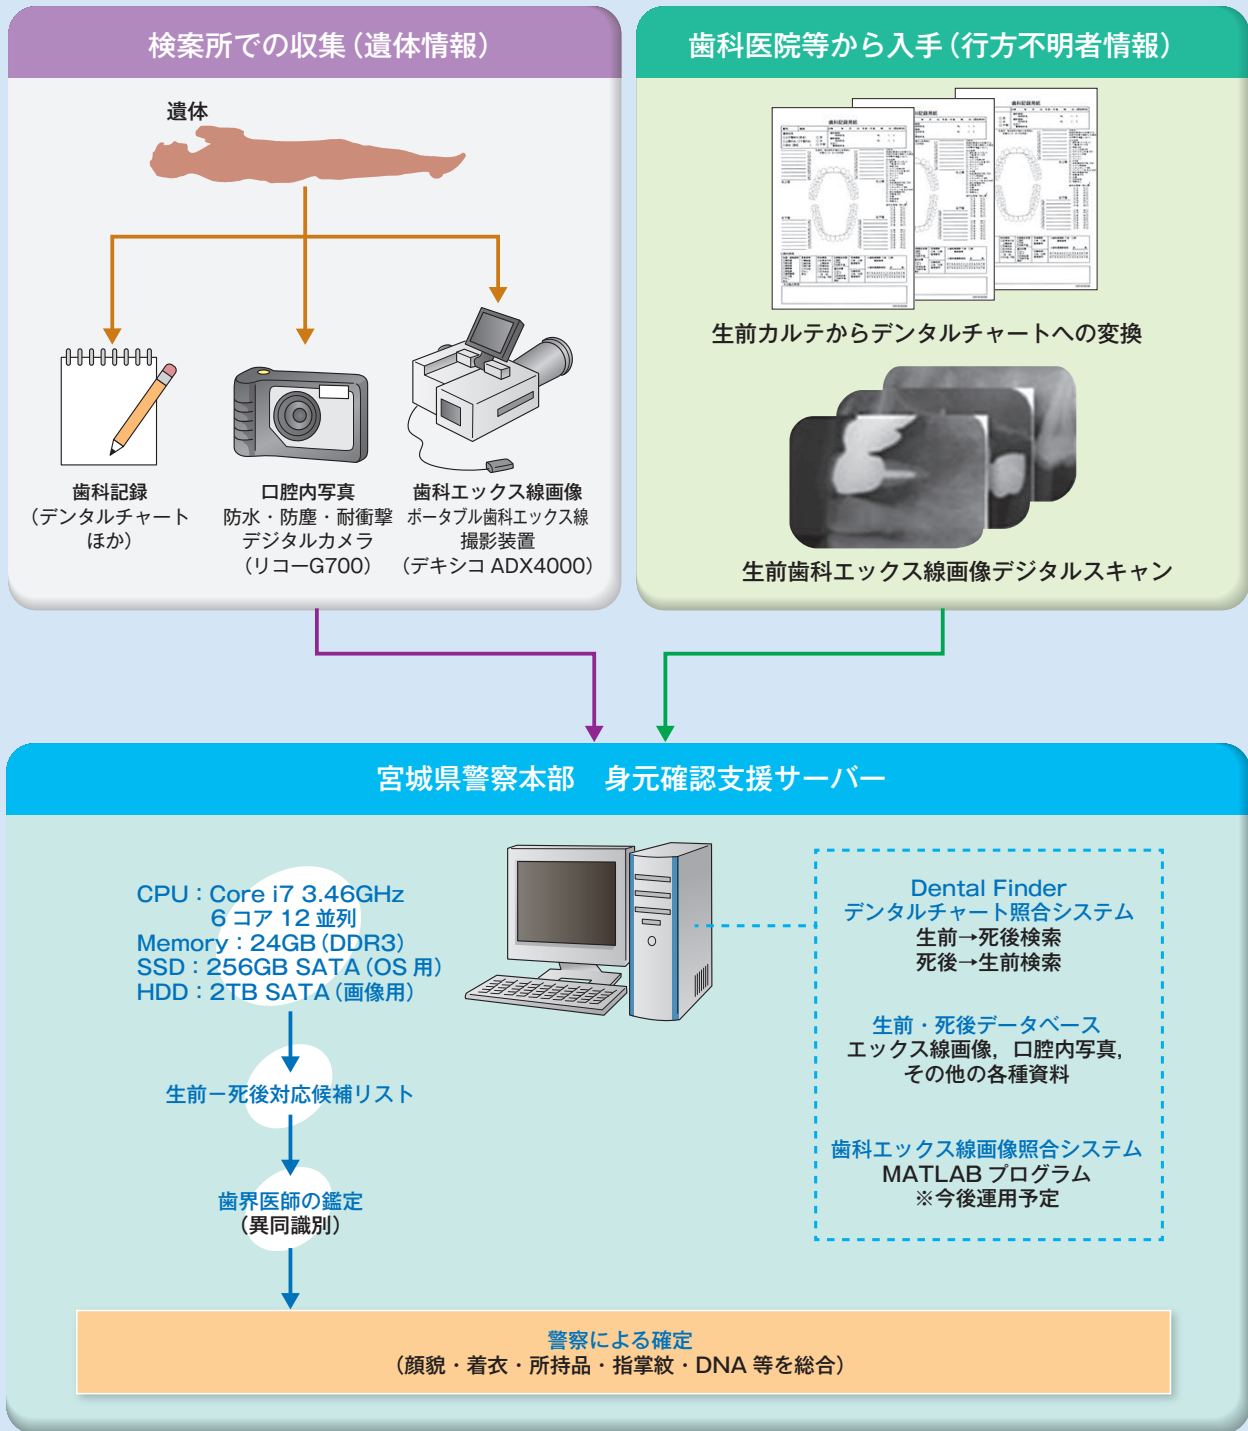 検案所での収集（遺体情報）
遺体
歯科記録
（デンタルチャート
ほか）
口腔内写真
防水・防塵・耐衝撃
デジタルカメラ
（リコーG700）
歯科エックス線画像
ポータブル歯科エックス線
撮影装置
（デキシコ ADX4000）
歯科医院等から入手（行方不明者情報）
歯科記録用紙
生前カルテからデンタルチャートへの変換
生前歯科エックス線画像デジタルスキャン
宮城県警察本部　身元確認支援サーバー
CPU：Core i7 3.46GHz
6 コア 12 並列
Memory：24GB（DDR3）
SSD：256GB SATA（OS 用）
HDD：2TB SATA（画像用）
生前－死後対応候補リスト
歯界医師の鑑定
（異同識別）
Dental Finder
デンタルチャート照合システム
生前→死後検索
死後→生前検索
生前・死後データベース
エックス線画像，口腔内写真，
その他の各種資料
歯科エックス線画像照合システム
MATLAB プログラム
※今後運用予定
警察による確定
（顔貌・着衣・所持品・指掌紋・DNA 等を総合）